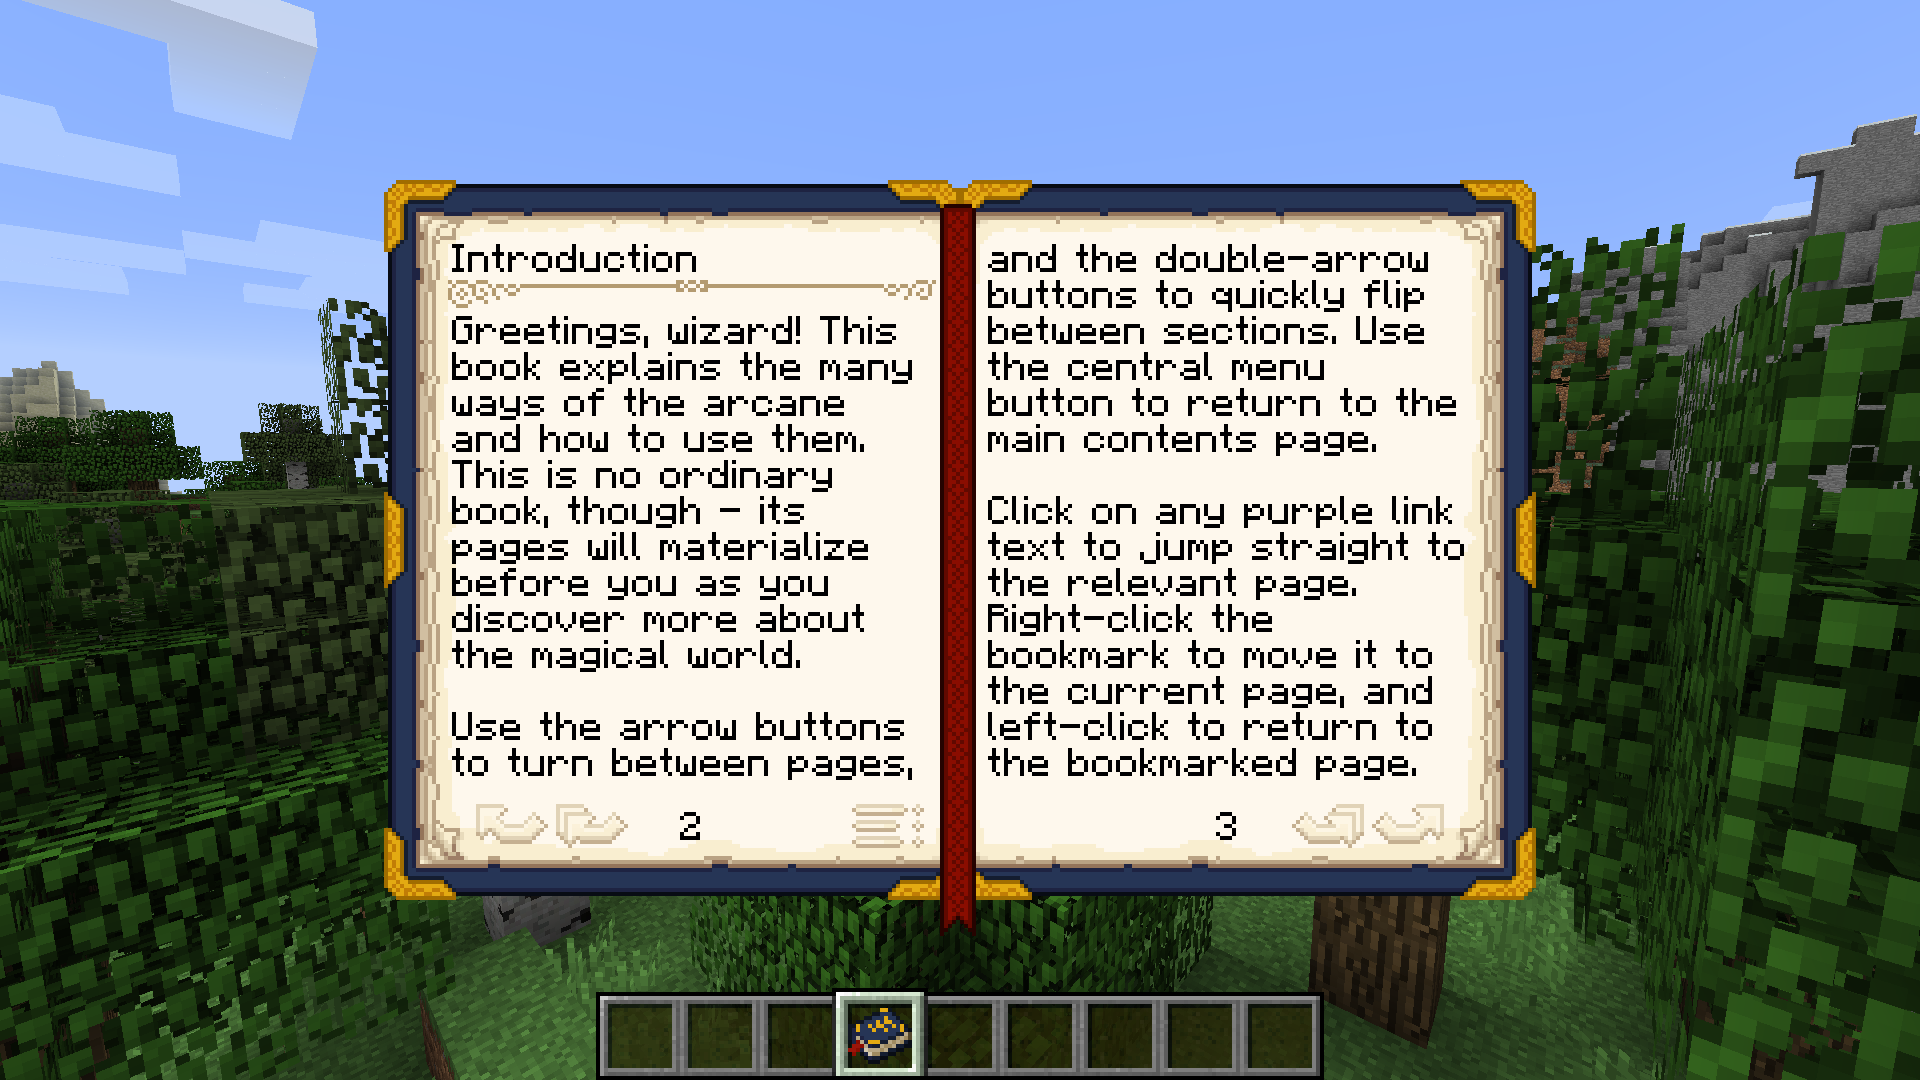 Introduction
Greetings, wizard! This
book explains the many
ways of the arcane
and how to use them.
This is no ordinary
book, though – its
pages will materialize
before you as you
discover more about
the magical world.
Use the arrow buttons
to turn between pages,
2
and the double-arrow
buttons to quickly flip
between sections. Use
the central menu
button to return to the
main contents page.
Click on any purple link
text to jump straight to
the relevant page.
Right-click the
bookmark to move it to
the current page, and
left-click to return to
the bookmarked page.
3